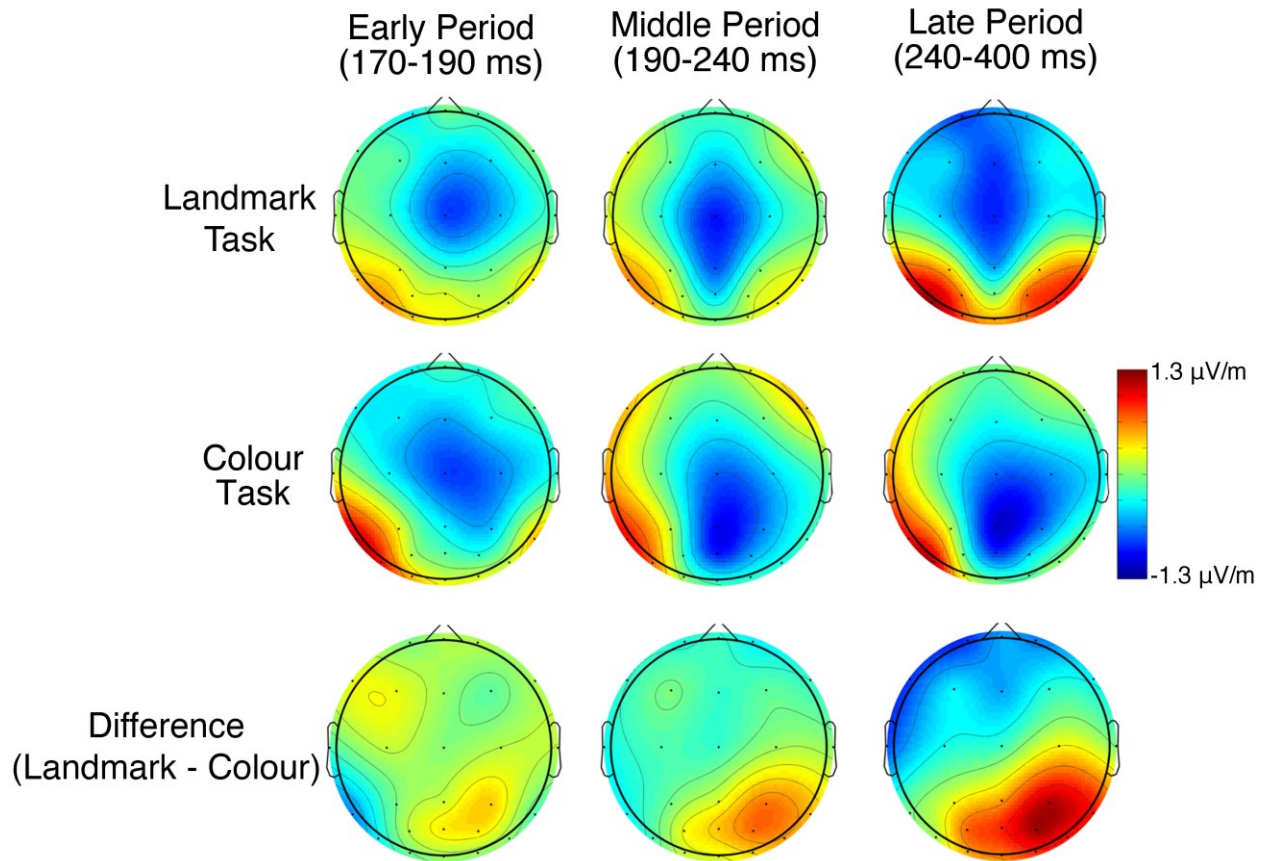 Early Period
(170-190 ms)
Middle Period
(190-240 ms)
Late Period
(240-400 ms)
Landmark
Task
Colour
Task
1.3 µV/m
-1.3 µV/m
Difference
(Landmark - Colour)